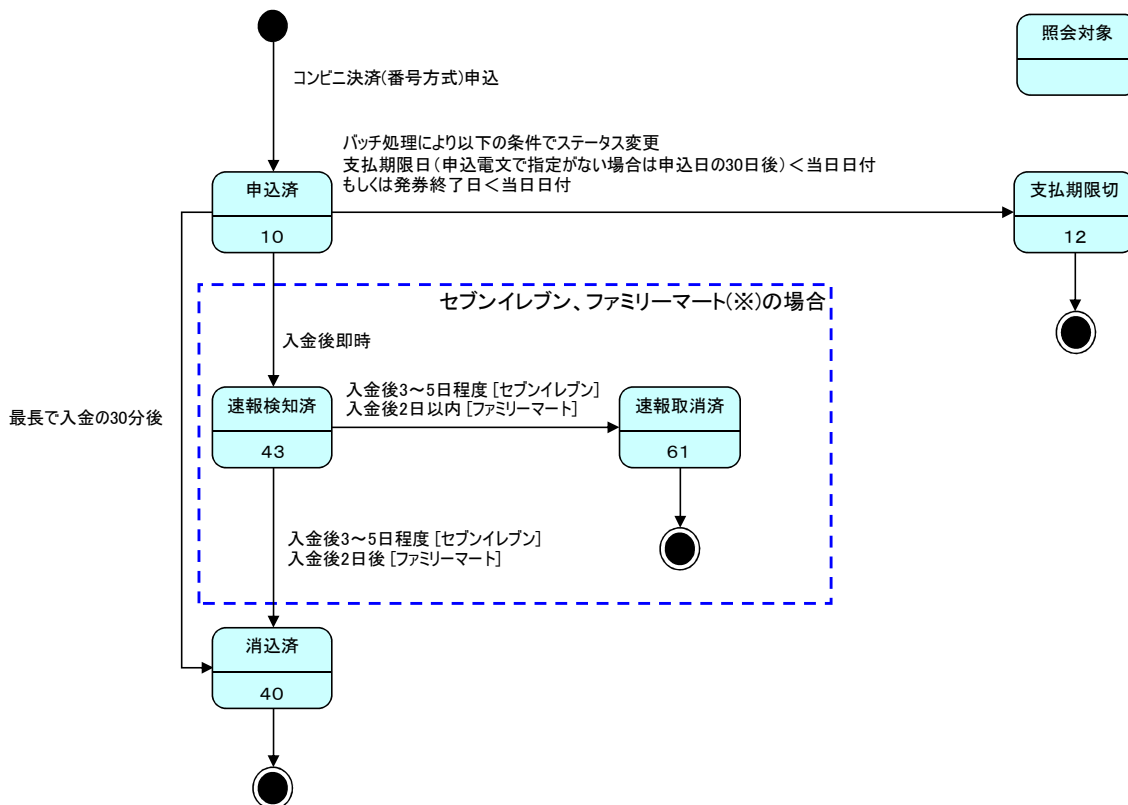 照会対象
コンビニ決済(番号方式)申込
バッチ処理により以下の条件でステータス変更
支払期限日(申込電文で指定がない場合は申込日の30日後)<当日日付
もしくは発券終了日<当日日付
申込済
10
支払期限切
12
セブンイレブン、ファミリーマート(※)の場合
入金後即時
速報検知済
43
入金後3~5日程度 [セブンイレブン]
入金後2日以内 [ファミリーマート]
速報取消済
61
最長で入金の30分後
入金後3~5日程度 [セブンイレブン]
入金後2日後 [ファミリーマート]
消込済
40